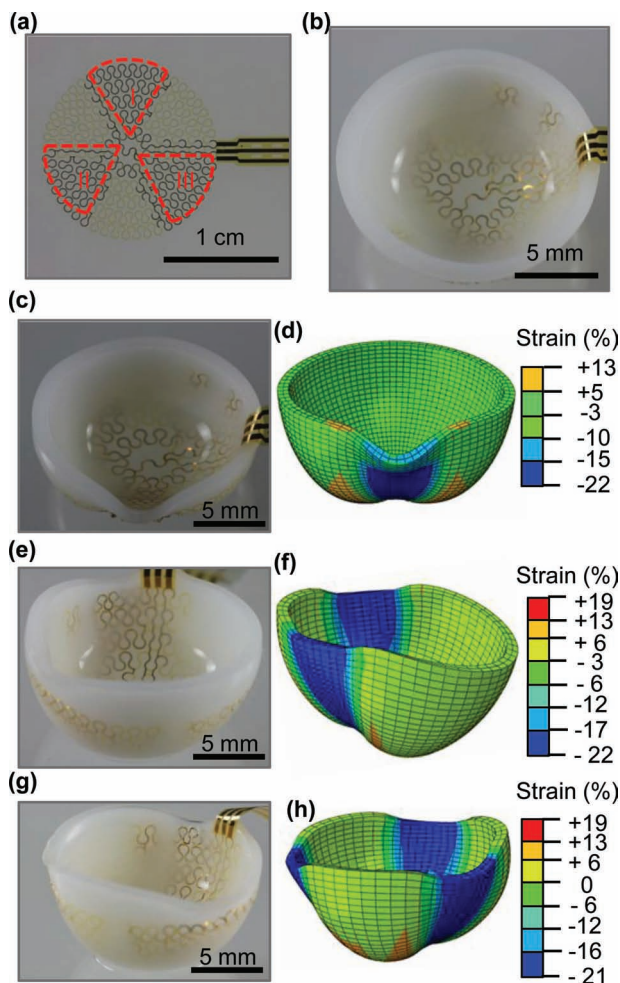 (a)
I
II
III
1 cm
(b)
5 mm
(c)
5 mm
(d)
Strain (%)
+13
+5
-3
-10
-15
-22
(e)
5 mm
(f)
Strain (%)
+19
+13
+ 6
- 3
- 6
-12
-17
- 22
(g)
5 mm
(h)
Strain (%)
+19
+13
+ 6
0
- 6
-12
-16
-21